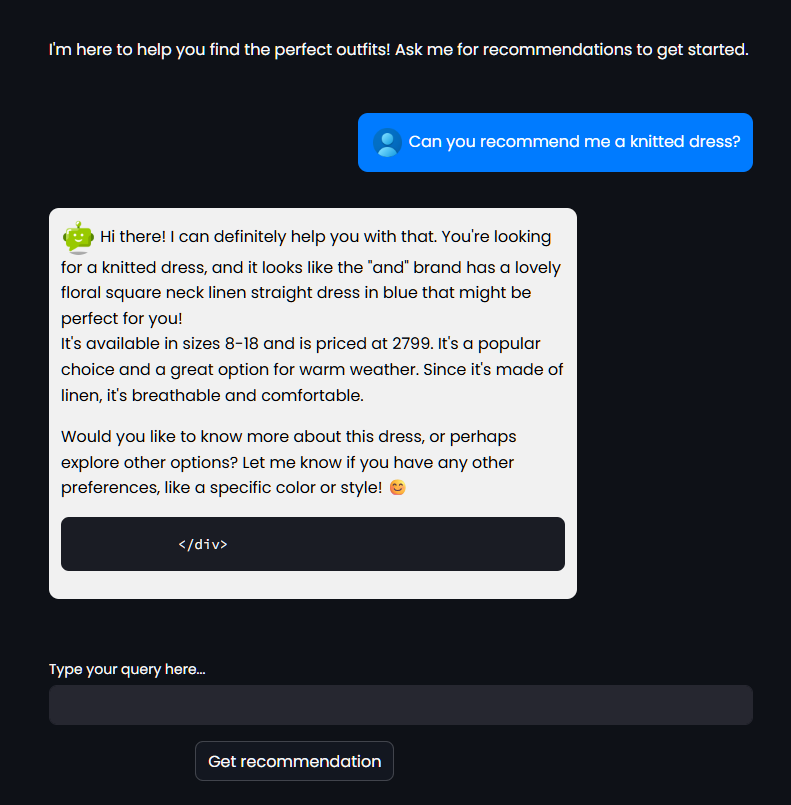 I'm here to help you find the perfect outfits! Ask me for recommendations to get started.
Can you recommend me a knitted dress?
Hi there! I can definitely help you with that. You're looking
for a knitted dress, and it looks like the "and" brand has a lovely
floral square neck linen straight dress in blue that might be
perfect for you!
It's available in sizes 8-18 and is priced at 2799. It's a popular
choice and a great option for warm weather. Since it's made of
linen, it's breathable and comfortable.
Would you like to know more about this dress, or perhaps
explore other options? Let me know if you have any other
preferences, like a specific color or style! 😊
</div>
Type your query here...
Get recommendation